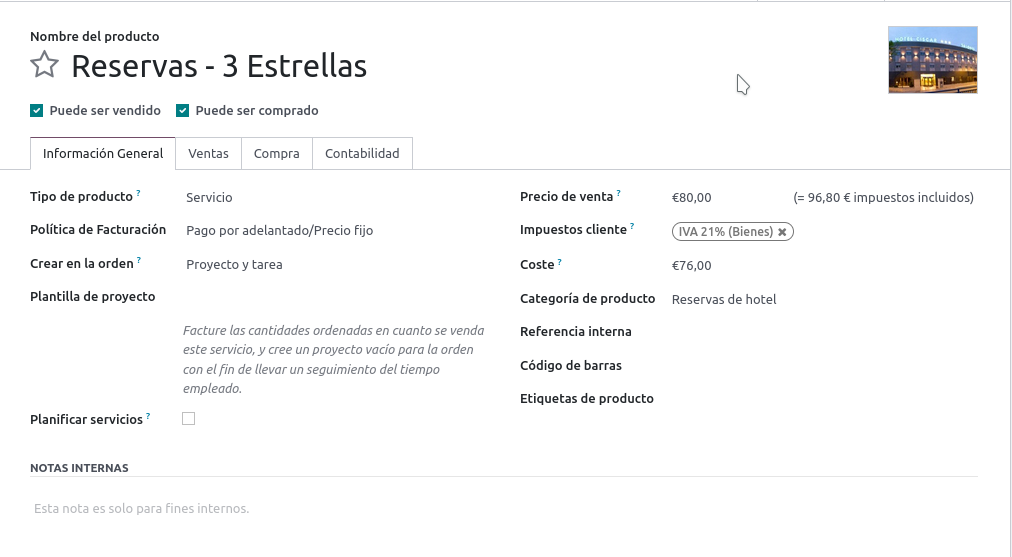 Nombre del producto
Reservas - 3 Estrellas
Puede ser vendido Puede ser comprado
Información General Ventas Compra Contabilidad
Tipo de producto ? Servicio
Política de Facturación Pago por adelantado/Precio fijo
Crear en la orden ? Proyecto y tarea
Plantilla de proyecto
Facture las cantidades ordenadas en cuanto se venda
este servicio, y cree un proyecto vacío para la orden
con el fin de llevar un seguimiento del tiempo
empleado.
Planificar servicios ?
Precio de venta ? €80,00 (= 96,80 € impuestos incluidos)
Impuestos cliente ? IVA 21% (Bienes) ✖
Coste ? €76,00
Categoría de producto Reservas de hotel
Referencia interna
Código de barras
Etiquetas de producto
NOTAS INTERNAS
Esta nota es solo para fines internos.